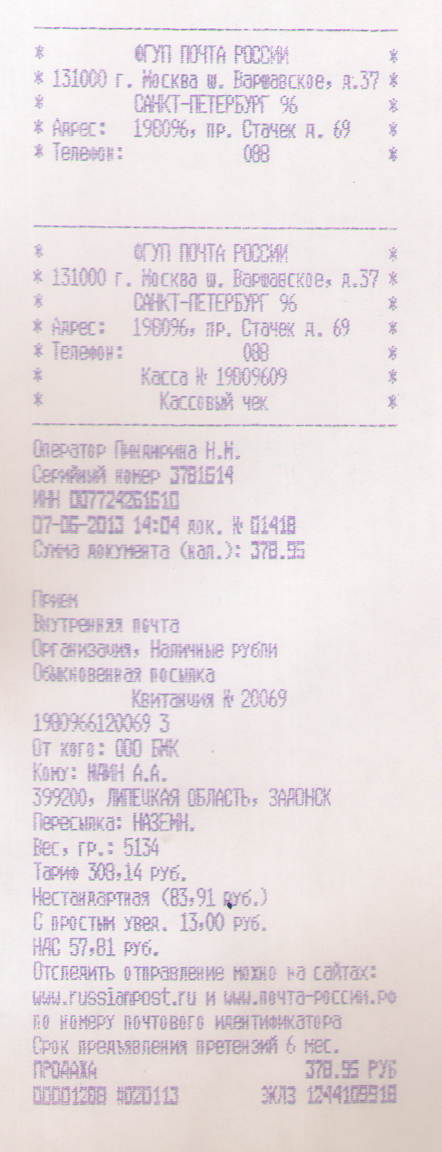 * ФГУП ПОЧТА РОССИИ *
* 131000 г. Москва ш. Варшавское, д.37 *
* САНКТ-ПЕТЕРБУРГ 96 *
* Адрес: 198096, пр. Стачек д. 69 *
* Телефон: 088 *
* ФГУП ПОЧТА РОССИИ *
* 131000 г. Москва ш. Варшавское, д.37 *
* САНКТ-ПЕТЕРБУРГ 96 *
* Адрес: 198096, пр. Стачек д. 69 *
* Телефон: 088 *
* Касса № 19809609 *
* Кассовый чек *
Оператор Н.М.
Серийный номер 3781614
ИНН 007724261610
07-06-2013 14:04 док. № 01418
Сумма документа (нал.): 378.95
Прием
Внутренняя почта
Организация, Наличные рубли
Обыкновенная посылка
Квитанция № 20069
1980966120069 3
От кого: ООО БМК
Кому: А.А.
399200, ЛИПЕЦКАЯ ОБЛАСТЬ, ЗАДОНСК
Пересылка: НАЗЕМН.
Вес, гр.: 5134
Тариф 308,14 руб.
Нестандартная (83,91 руб.)
С простым увед. 13,00 руб.
НДС 57,81 руб.
Отследить отправление можно на сайтах:
www.russianpost.ru и www.почта-россии.рф
по номеру почтового идентификатора
Срок предъявления претензий 6 мес.
ПРОДАЖА 378.95 РУБ
00001288 #020113 ЭКЛЗ 1244109918